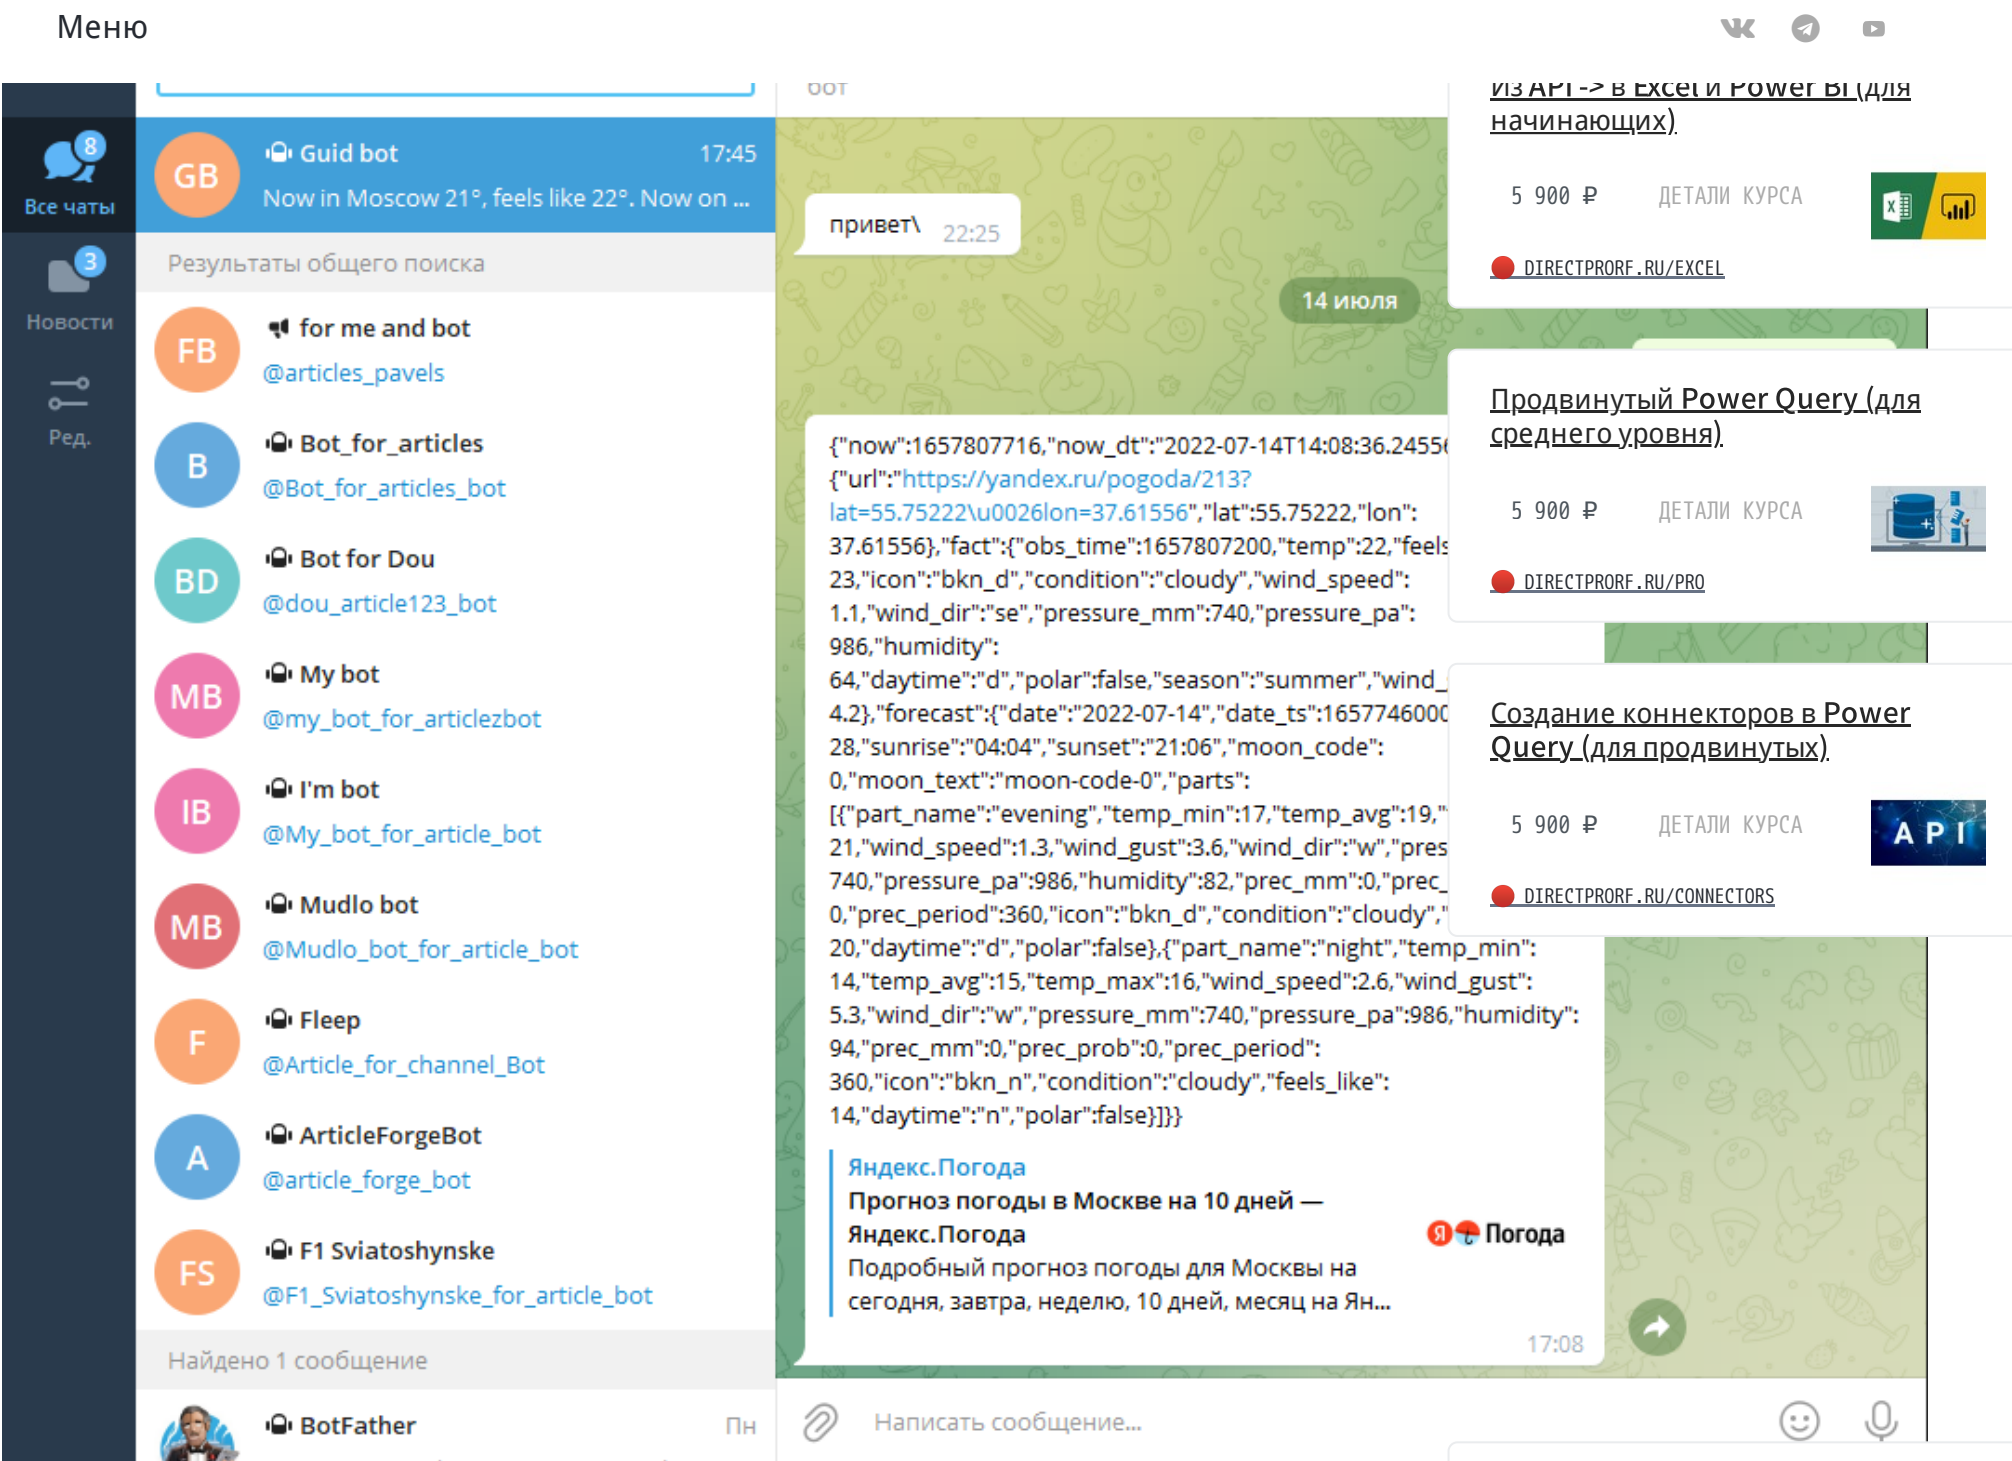 Меню
Все чаты
8
Новости
3
Ред.
GB
Guid bot 17:45
Now in Moscow 21°, feels like 22°. Now on ...
Результаты общего поиска
FB
for me and bot
@articles_pavels
B
Bot_for_articles
@Bot_for_articles_bot
BD
Bot for Dou
@dou_article123_bot
MB
My bot
@my_bot_for_articlezbot
IB
I'm bot
@My_bot_for_article_bot
MB
Mudlo bot
@Mudlo_bot_for_article_bot
F
Fleep
@Article_for_channel_Bot
A
ArticleForgeBot
@article_forge_bot
FS
F1 Sviatoshynske
@F1_Sviatoshynske_for_article_bot
Найдено 1 сообщение
BotFather Пн
бот
привет\ 22:25
14 июля
{"now":1657807716,"now_dt":"2022-07-14T14:08:36.24556
{"url":"https://yandex.ru/pogoda/213?
lat=55.75222\u0026lon=37.61556","lat":55.75222,"lon":
37.61556},"fact":{"obs_time":1657807200,"temp":22,"feels
23,"icon":"bkn_d","condition":"cloudy","wind_speed":
1.1,"wind_dir":"se","pressure_mm":740,"pressure_pa":
986,"humidity":
64,"daytime":"d","polar":false,"season":"summer","wind_
4.2},"forecast":{"date":"2022-07-14","date_ts":1657746000
28,"sunrise":"04:04","sunset":"21:06","moon_code":
0,"moon_text":"moon-code-0","parts":
[{"part_name":"evening","temp_min":17,"temp_avg":19,"
21,"wind_speed":1.3,"wind_gust":3.6,"wind_dir":"w","pres
740,"pressure_pa":986,"humidity":82,"prec_mm":0,"prec_
0,"prec_period":360,"icon":"bkn_d","condition":"cloudy","
20,"daytime":"d","polar":false},{"part_name":"night","temp_min":
14,"temp_avg":15,"temp_max":16,"wind_speed":2.6,"wind_gust":
5.3,"wind_dir":"w","pressure_mm":740,"pressure_pa":986,"humidity":
94,"prec_mm":0,"prec_prob":0,"prec_period":
360,"icon":"bkn_n","condition":"cloudy","feels_like":
14,"daytime":"n","polar":false}]}}
Яндекс.Погода
Прогноз погоды в Москве на 10 дней —
Яндекс.Погода
Подробный прогноз погоды для Москвы на
сегодня, завтра, неделю, 10 дней, месяц на Ян...
Я Погода
17:08
Написать сообщение...
Из API -> в Excel и Power BI (для
начинающих)
5 900 ₽ ДЕТАЛИ КУРСА
DIRECTPRORF.RU/EXCEL
Продвинутый Power Query (для
среднего уровня)
5 900 ₽ ДЕТАЛИ КУРСА
DIRECTPRORF.RU/PRO
Создание коннекторов в Power
Query (для продвинутых)
5 900 ₽ ДЕТАЛИ КУРСА
API
DIRECTPRORF.RU/CONNECTORS